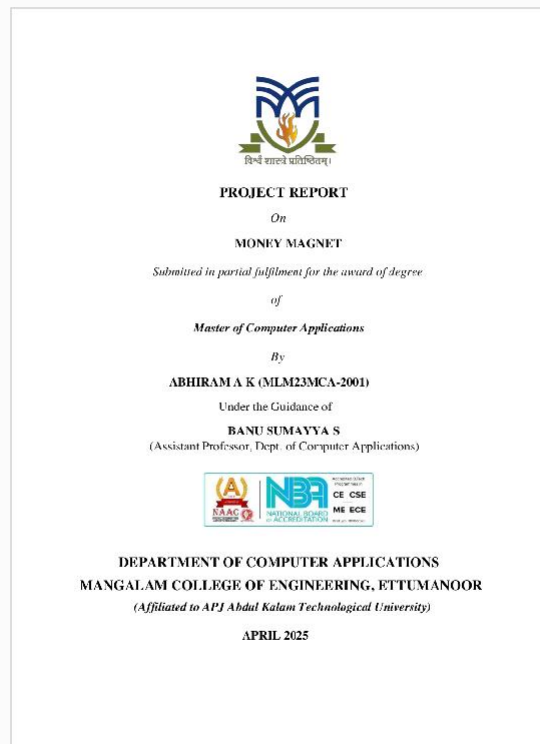 विश्वं शास्त्रे प्रतिष्ठितम्।
PROJECT REPORT
On
MONEY MAGNET
Submitted in partial fulfilment for the award of degree
of
Master of Computer Applications
By
ABHIRAM A K (MLM23MCA-2001)
Under the Guidance of
BANU SUMAYYA S
(Assistant Professor, Dept. of Computer Applications)
NAAC
NBA
NATIONAL BOARD
of ACCREDITATION
CE CSE
ME ECE
DEPARTMENT OF COMPUTER APPLICATIONS
MANGALAM COLLEGE OF ENGINEERING, ETTUMANOOR
(Affiliated to APJ Abdul Kalam Technological University)
APRIL 2025